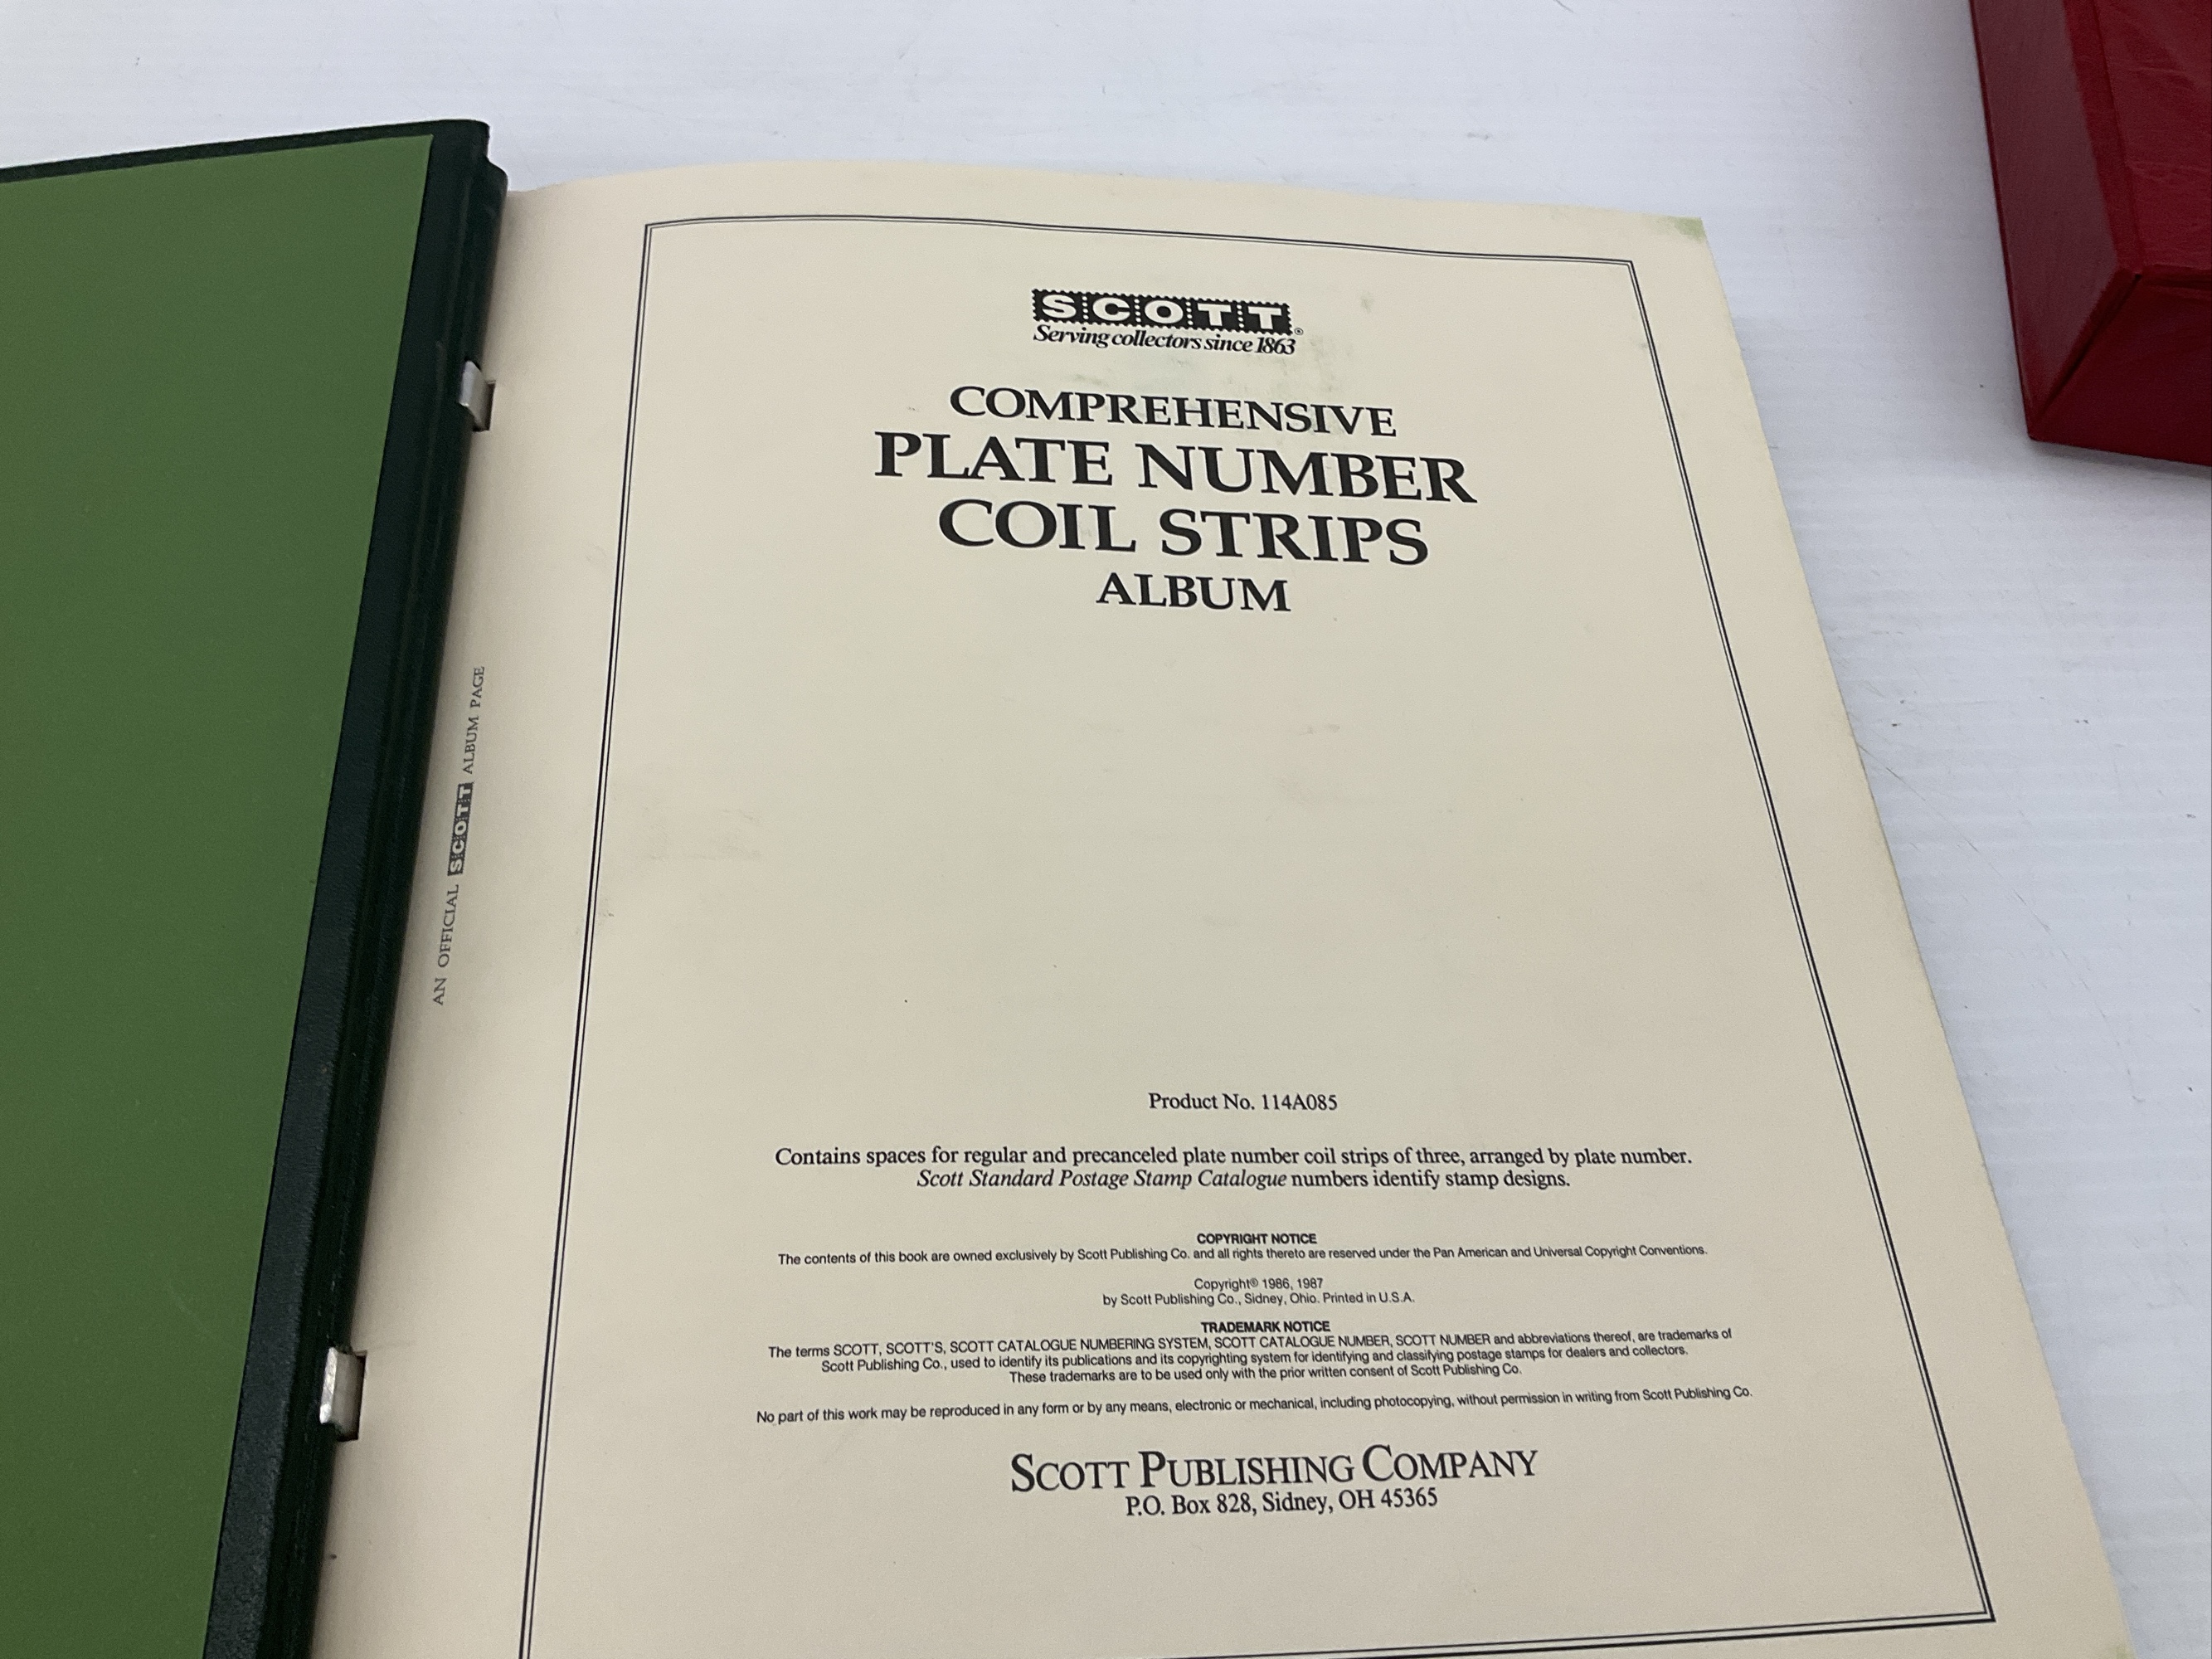 SCOTT®
Serving collectors since 1863
COMPREHENSIVE
PLATE NUMBER
COIL STRIPS
ALBUM
AN OFFICIAL SCOTT ALBUM PAGE
Product No. 114A085
Contains spaces for regular and precanceled plate number coil strips of three, arranged by plate number.
Scott Standard Postage Stamp Catalogue numbers identify stamp designs.
COPYRIGHT NOTICE
The contents of this book are owned exclusively by Scott Publishing Co. and all rights thereto are reserved under the Pan American and Universal Copyright Conventions.
Copyright© 1986, 1987
by Scott Publishing Co., Sidney, Ohio. Printed in U.S.A.
TRADEMARK NOTICE
The terms SCOTT, SCOTT'S, SCOTT CATALOGUE NUMBERING SYSTEM, SCOTT CATALOGUE NUMBER, SCOTT NUMBER and abbreviations thereof, are trademarks of
Scott Publishing Co., used to identify its publications and its copyrighting system for identifying and classifying postage stamps for dealers and collectors.
These trademarks are to be used only with the prior written consent of Scott Publishing Co.
No part of this work may be reproduced in any form or by any means, electronic or mechanical, including photocopying, without permission in writing from Scott Publishing Co.
SCOTT PUBLISHING COMPANY
P.O. Box 828, Sidney, OH 45365